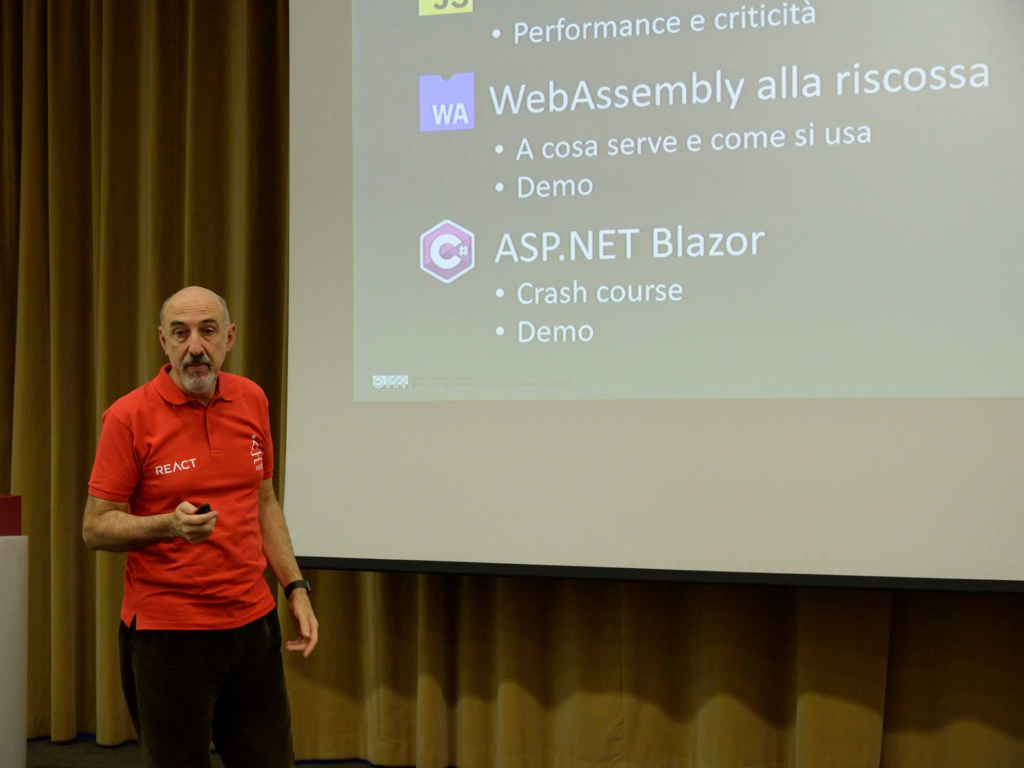 JS
• Performance e criticità
WA
WebAssembly alla riscossa
• A cosa serve e come si usa
• Demo
C#
ASP.NET Blazor
• Crash course
• Demo
REACT